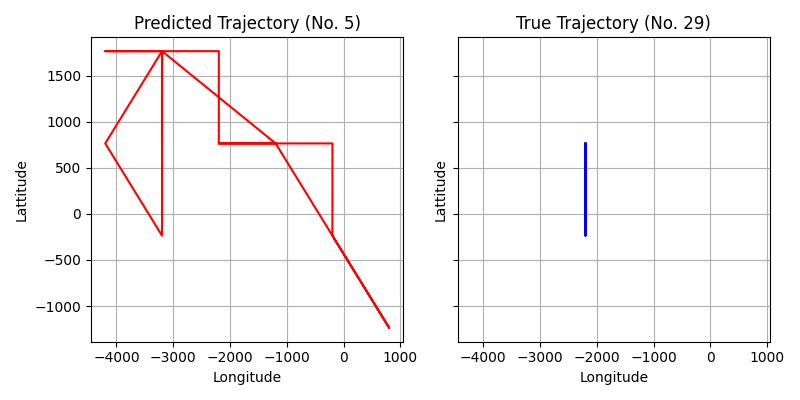 Predicted Trajectory (No. 5)
True Trajectory (No. 29)
Lattitude
1500
1000
500
0
−500
−1000
−4000 −3000 −2000 −1000 0 1000
Longitude
Lattitude
−4000 −3000 −2000 −1000 0 1000
Longitude